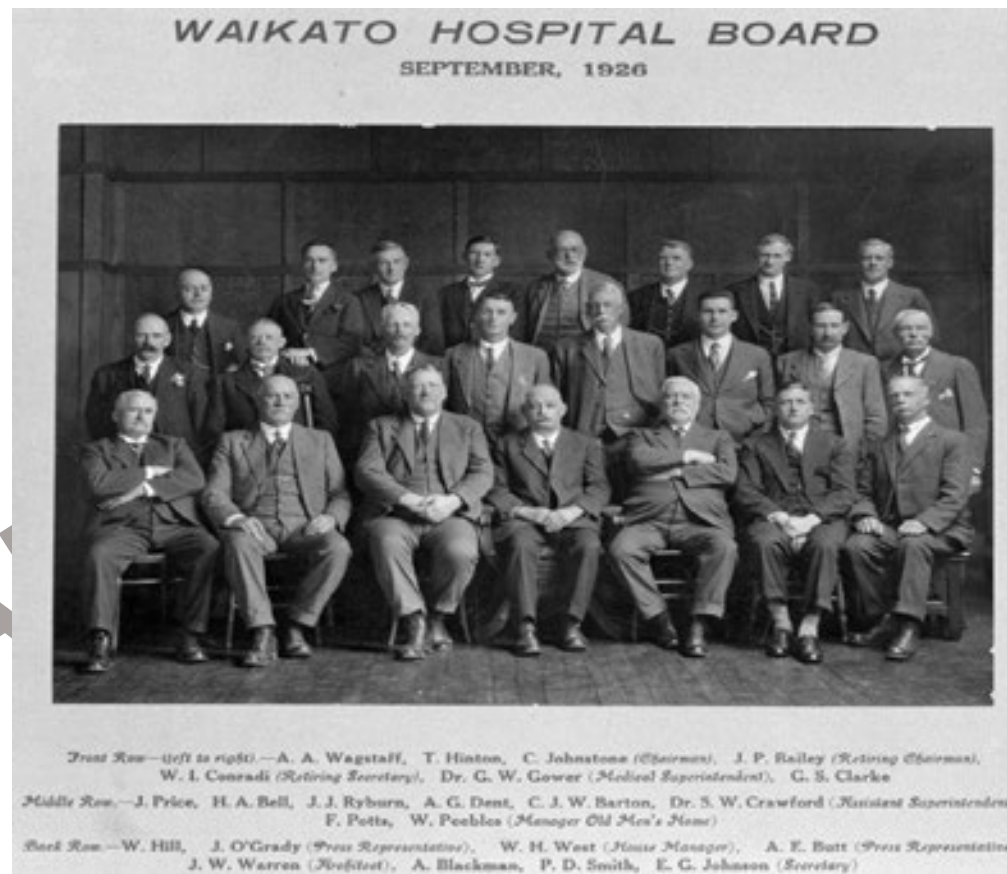 WAIKATO HOSPITAL BOARD
SEPTEMBER, 1926
Front Row—(left to right).—A. A. Wagstaff, T. Hinton, C. Johnstone (Chairman), J. P. Bailey (Retiring Chairman),
W. I. Conradi (Retiring Secretary), Dr. G. W. Gower (Medical Superintendent), G. S. Clarke
Middle Row.—J. Price, H. A. Bell, J. J. Ryburn, A. G. Dent, C. J. W. Barton, Dr. S. W. Crawford (Assistant Superintenden
F. Potts, W. Peebles (Manager Old Men's Home)
Back Row.—W. Hill, J. O'Grady (Press Representative), W. H. West (House Manager), A. E. Butt (Press Representative
J. W. Warren (Architect), A. Blackman, P. D. Smith, E. G. Johnson (Secretary)